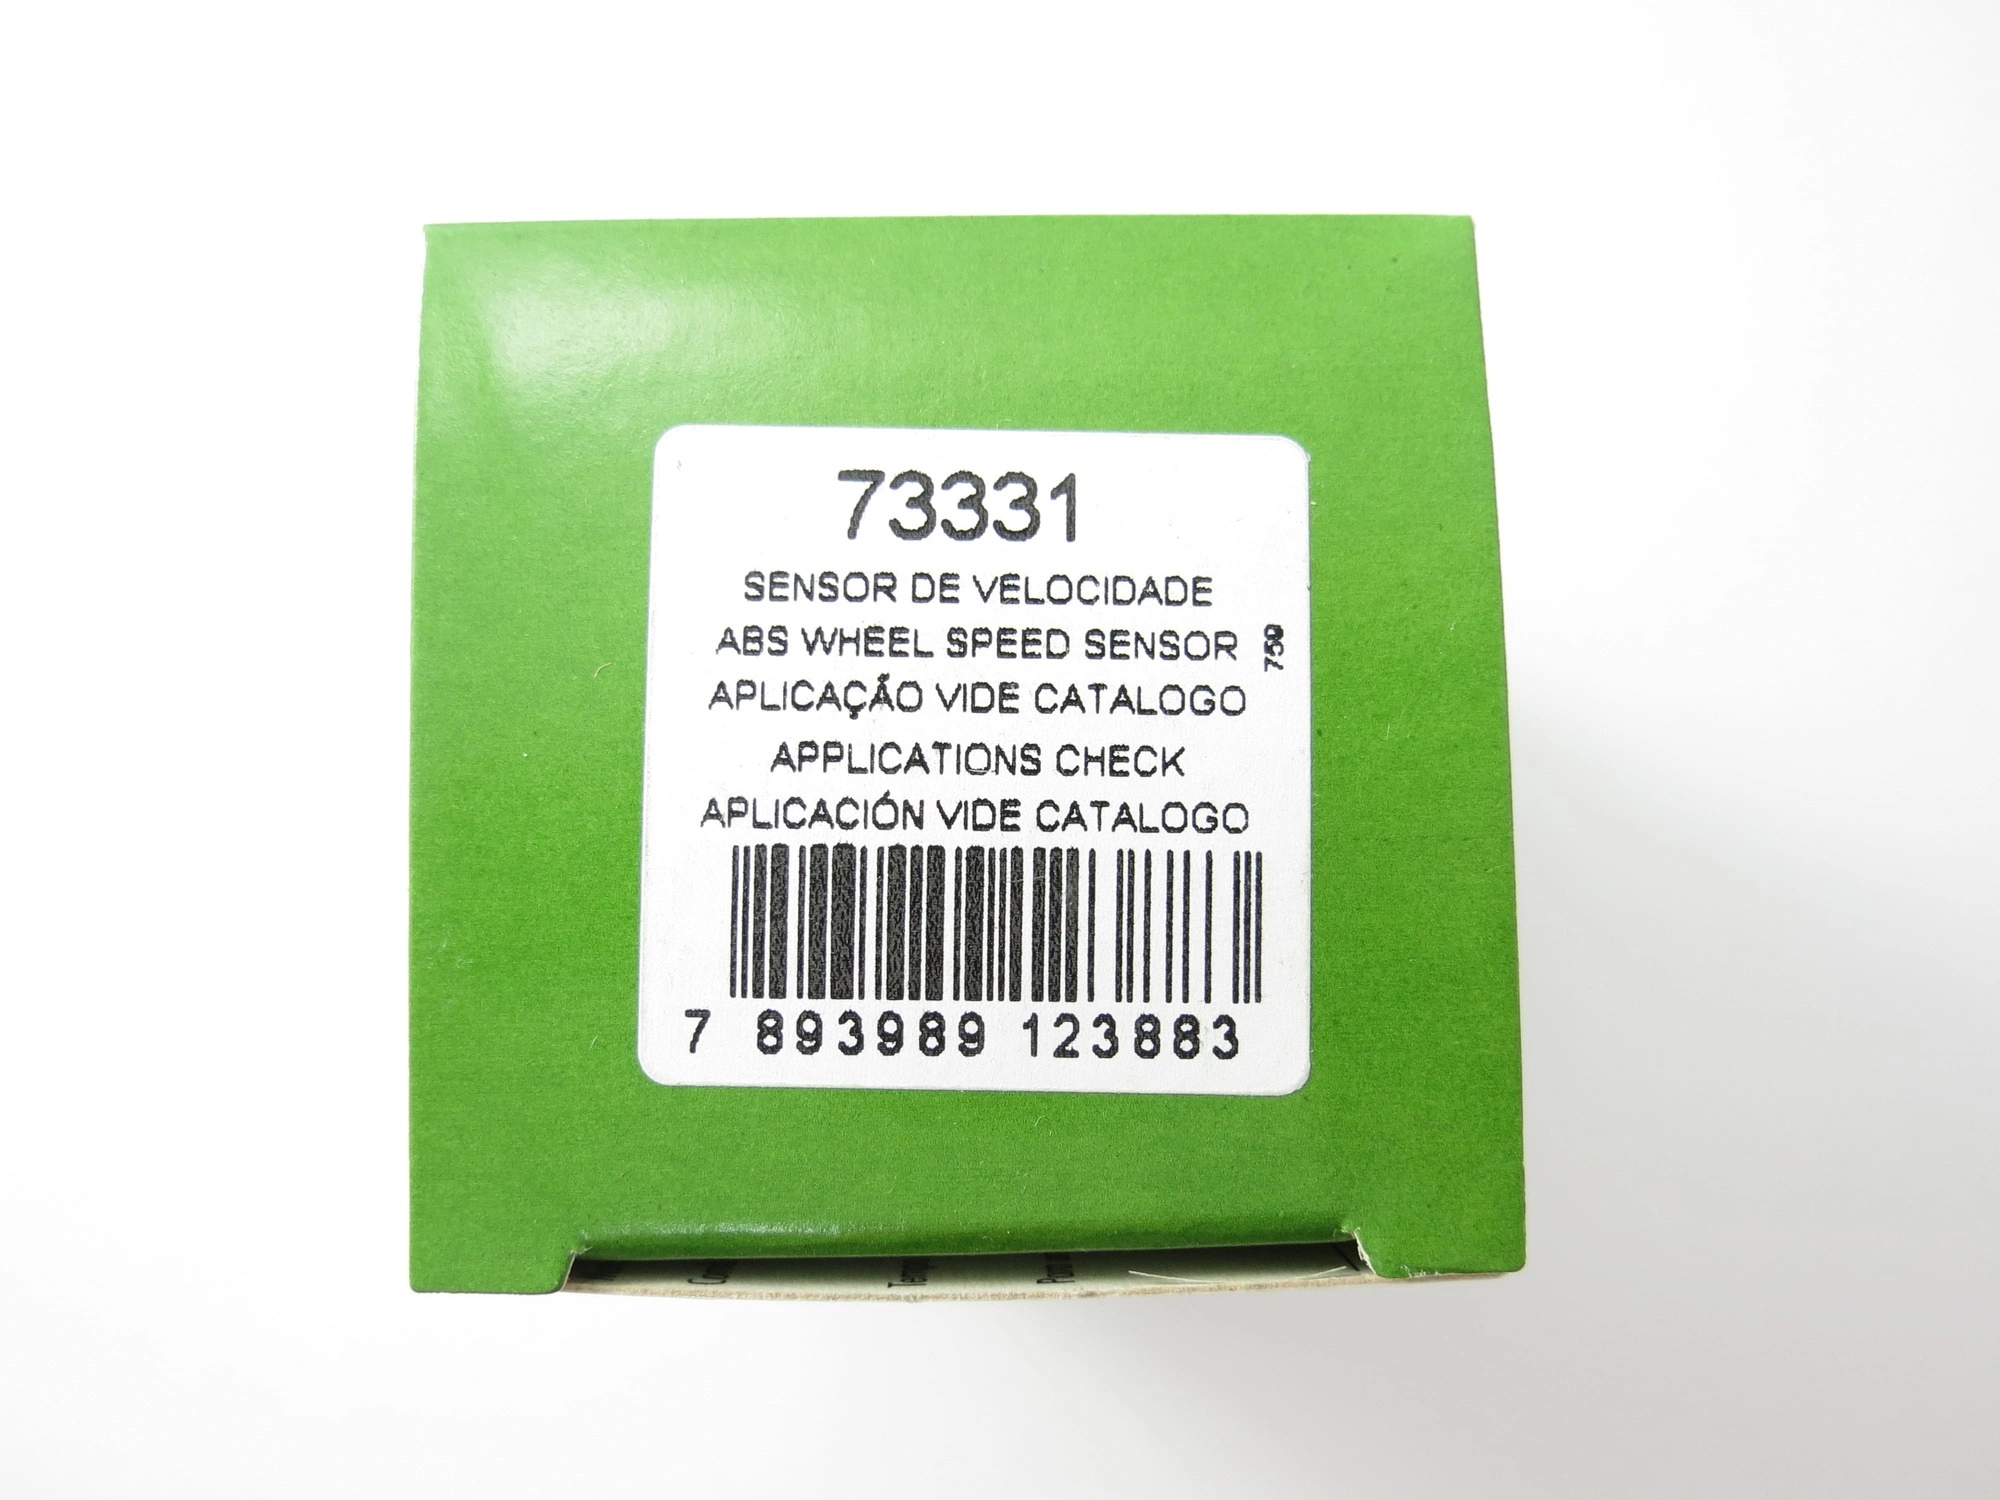 73331
SENSOR DE VELOCIDADE
ABS WHEEL SPEED SENSOR
759
APLICAÇÃO VIDE CATALOGO
APPLICATIONS CHECK
APLICACIÓN VIDE CATALOGO
7 893989 123883